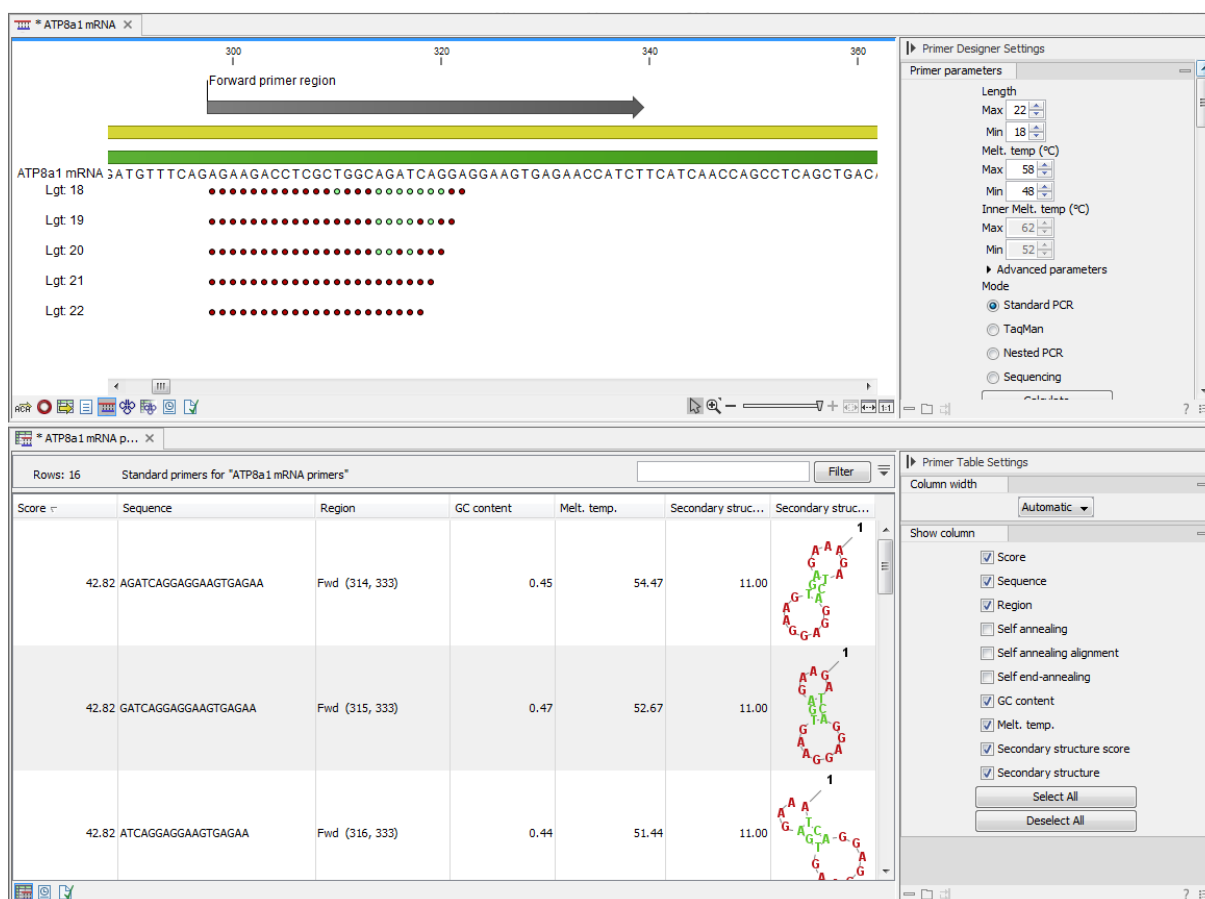 * ATP8a1 mRNA
300 320 340 360
Forward primer region
ATP8a1 mRNA GATGTTTCAGAGAAGACCTCGCTGGCAGATCAGGAGGAAGTGAGAACCATCTTCATCAACCAGCCTCAGCTGACA
Lgt: 18
Lgt: 19
Lgt: 20
Lgt: 21
Lgt: 22
Primer Designer Settings
Primer parameters
Length
Max 22
Min 18
Melt. temp (°C)
Max 58
Min 48
Inner Melt. temp (°C)
Max 62
Min 52
Advanced parameters
Mode
Standard PCR
TaqMan
Nested PCR
Sequencing
Calculate
* ATP8a1 mRNA p...
Rows: 16 Standard primers for "ATP8a1 mRNA primers" Filter
Score Sequence Region GC content Melt. temp. Secondary struc... Secondary struc...
42.82 AGATCAGGAGGAAGTGAGAA Fwd (314, 333) 0.45 54.47 11.00 1
42.82 GATCAGGAGGAAGTGAGAA Fwd (315, 333) 0.47 52.67 11.00 1
42.82 ATCAGGAGGAAGTGAGAA Fwd (316, 333) 0.44 51.44 11.00 1
Primer Table Settings
Column width
Automatic
Show column
Score
Sequence
Region
Self annealing
Self annealing alignment
Self end-annealing
GC content
Melt. temp.
Secondary structure score
Secondary structure
Select All
Deselect All